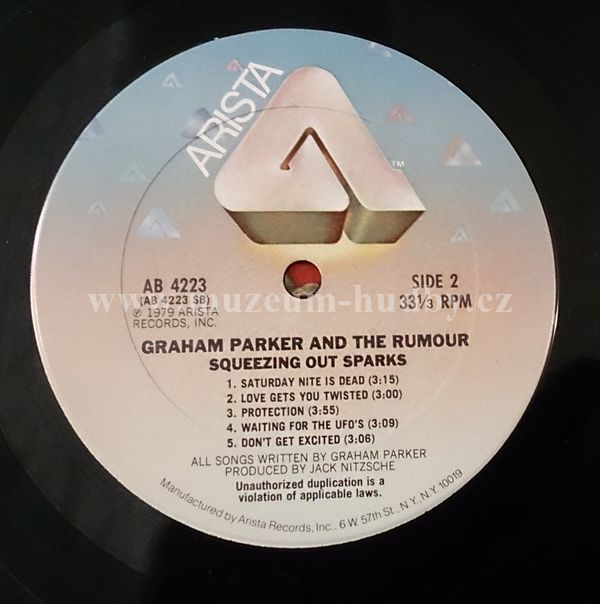 ARISTA
TM
AB 4223
(AB 4223 SB)
℗ 1979 ARISTA
RECORDS, INC.
SIDE 2
33⅓ RPM
www.muzeum-hudby.cz
GRAHAM PARKER AND THE RUMOUR
SQUEEZING OUT SPARKS
1. SATURDAY NITE IS DEAD (3:15)
2. LOVE GETS YOU TWISTED (3:00)
3. PROTECTION (3:55)
4. WAITING FOR THE UFO'S (3:09)
5. DON'T GET EXCITED (3:06)
ALL SONGS WRITTEN BY GRAHAM PARKER
PRODUCED BY JACK NITZSCHE
Unauthorized duplication is a
violation of applicable laws.
Manufactured by Arista Records, Inc., 6 W. 57th St., N.Y., N.Y. 10019